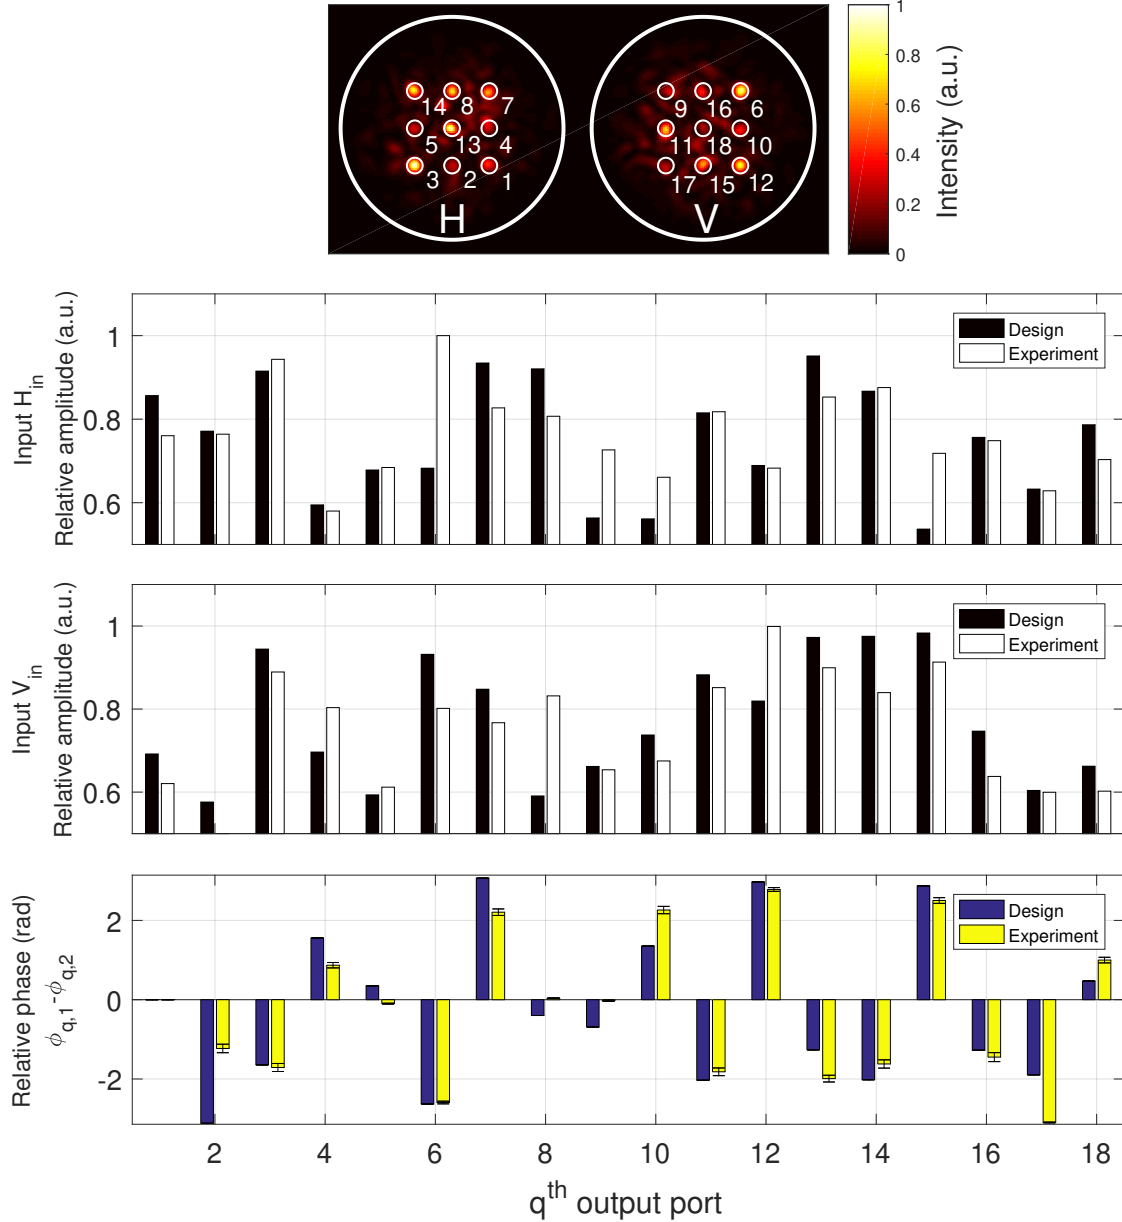 14 8 7
5 13 4
3 2 1
H
9 16 6
11 18 10
17 15 12
V
1
0.8
0.6
0.4
0.2
0
Intensity (a.u.)
Input H_in
Relative amplitude (a.u.)
1
0.8
0.6
Design
Experiment
Input V_in
Relative amplitude (a.u.)
1
0.8
0.6
Design
Experiment
Relative phase (rad)
ϕ_q,1-ϕ_q,2
2
0
-2
Design
Experiment
2 4 6 8 10 12 14 16 18
q^th output port